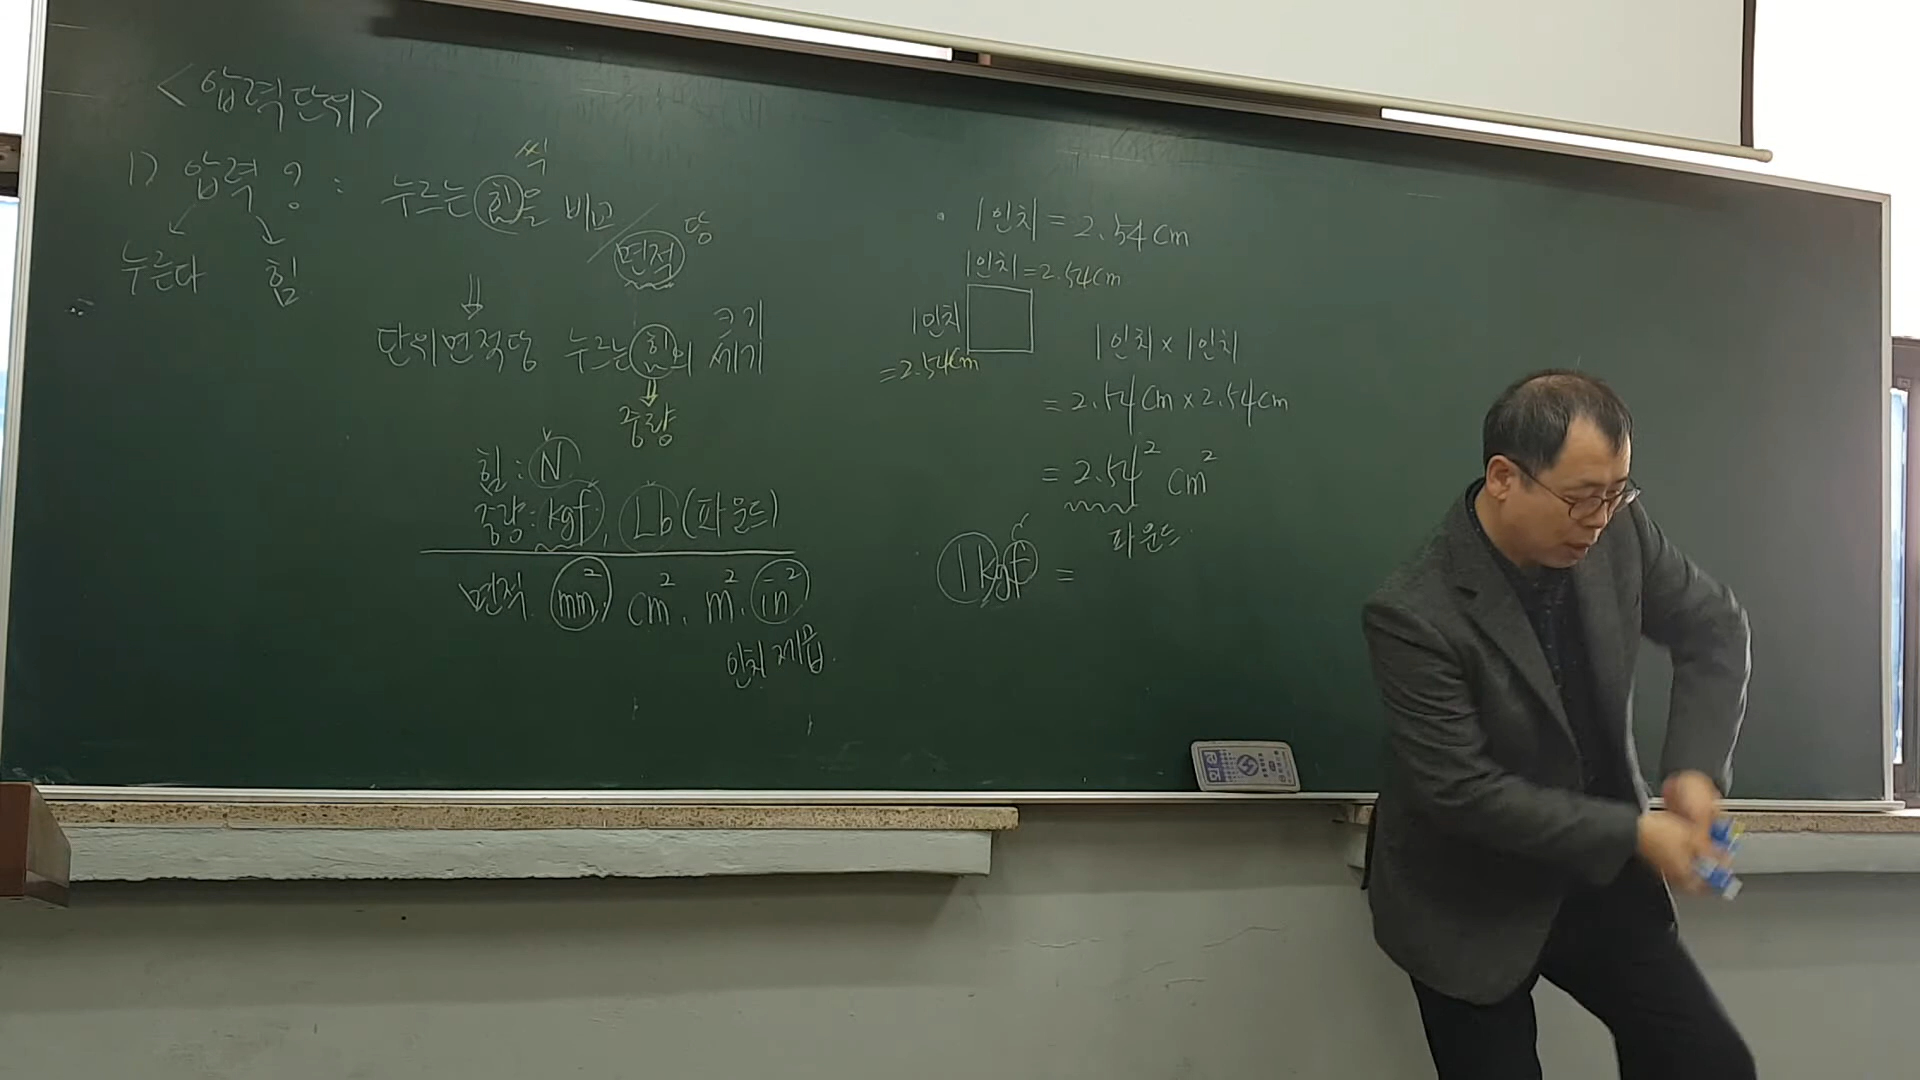 <압력단위>
1) 압력? : 누르는 힘을 비교
씩
면적 당
누른다 힘
⇓
단위면적당 누르는 힘의 크기
세기
⇓
중량
힘 : N
중량 : kgf, Lb(파운드)
면적. mm², cm², m². in²
인치 제곱.
· 1인치 = 2.54cm
1인치=2.54cm
1인치
=2.54cm
1인치 × 1인치
= 2.54cm × 2.54cm
= 2.54² cm²
파운드
1kgf =